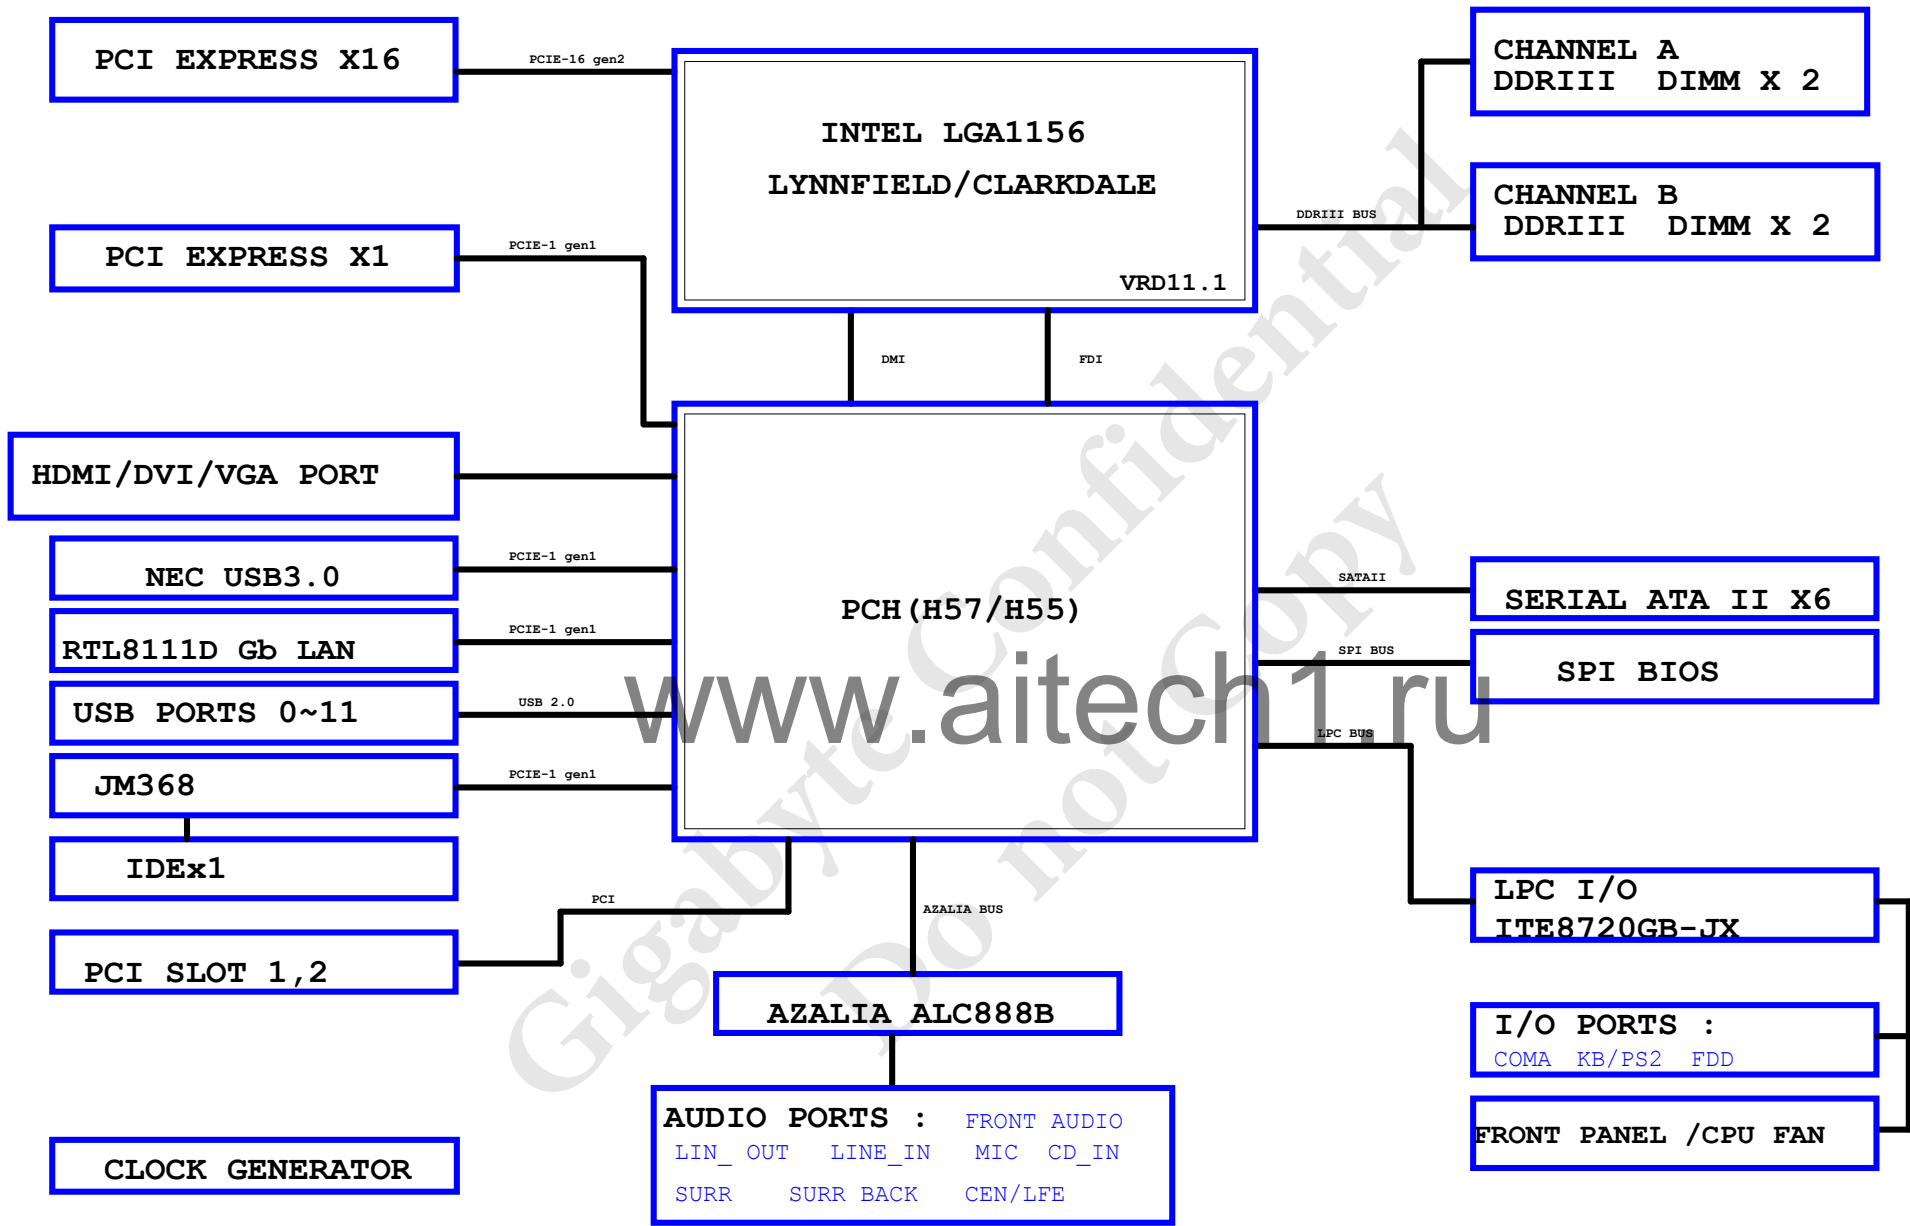 PCI EXPRESS X16
PCIE-16 gen2
INTEL LGA1156
LYNNFIELD/CLARKDALE
VRD11.1
CHANNEL A
DDRIII DIMM X 2
DDRIII BUS
CHANNEL B
DDRIII DIMM X 2
PCI EXPRESS X1
PCIE-1 gen1
DMI
FDI
HDMI/DVI/VGA PORT
NEC USB3.0
PCIE-1 gen1
RTL8111D Gb LAN
PCIE-1 gen1
USB PORTS 0~11
USB 2.0
JM368
PCIE-1 gen1
IDEx1
PCI SLOT 1,2
PCI
PCH(H57/H55)
SATAII
SERIAL ATA II X6
SPI BUS
SPI BIOS
LPC BUS
LPC I/O
ITE8720GB-JX
I/O PORTS :
COMA KB/PS2 FDD
FRONT PANEL /CPU FAN
AZALIA BUS
AZALIA ALC888B
AUDIO PORTS : FRONT AUDIO
LIN_ OUT LINE_IN MIC CD_IN
SURR SURR BACK CEN/LFE
CLOCK GENERATOR
Gigabyte Confidential
Do not Copy
www.aitech1.ru